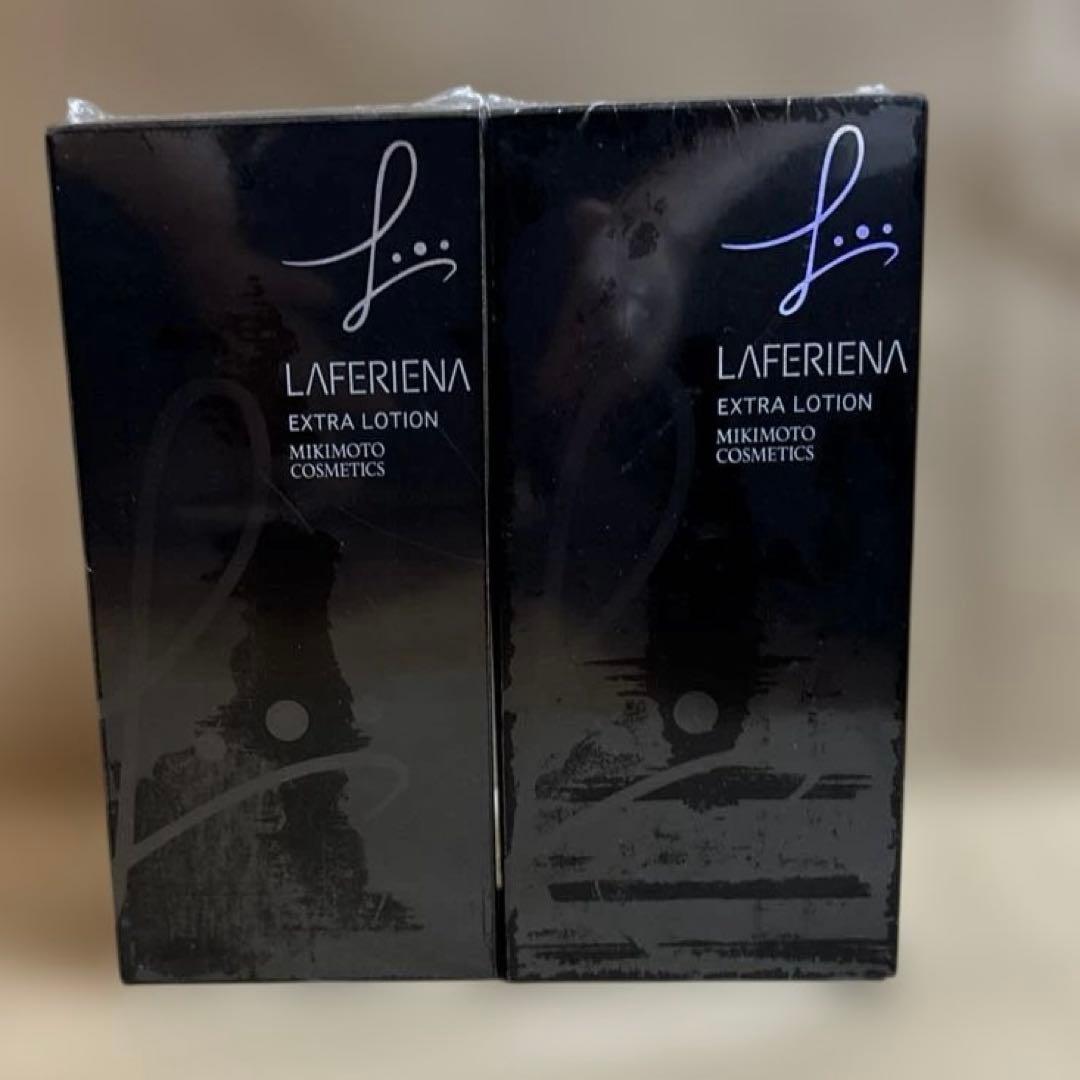 LAFERIENA
EXTRA LOTION
MIKIMOTO
COSMETICS
LAFERIENA
EXTRA LOTION
MIKIMOTO
COSMETICS